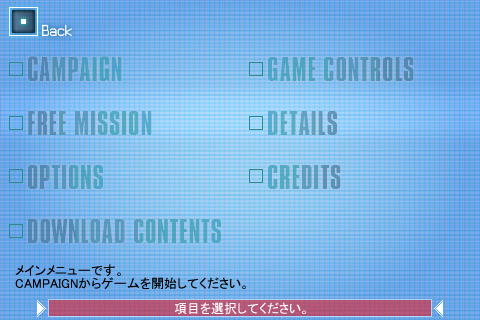 Back
CAMPAIGN
GAME CONTROLS
FREE MISSION
DETAILS
OPTIONS
CREDITS
DOWNLOAD CONTENTS
メインメニューです。
CAMPAIGNからゲームを開始してください。
項目を選択してください。